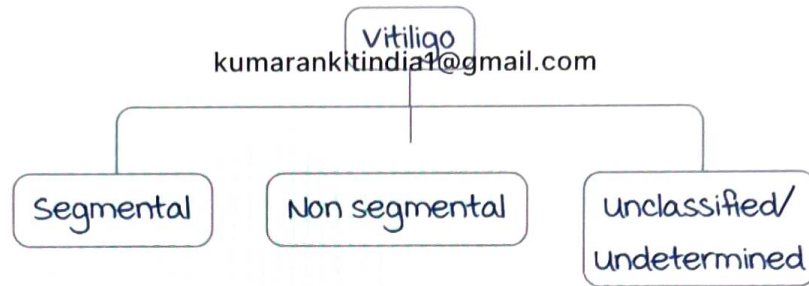 Vitiligo
kumarankitindia1@gmail.com
Segmental
Non segmental
unclassified/
undetermined